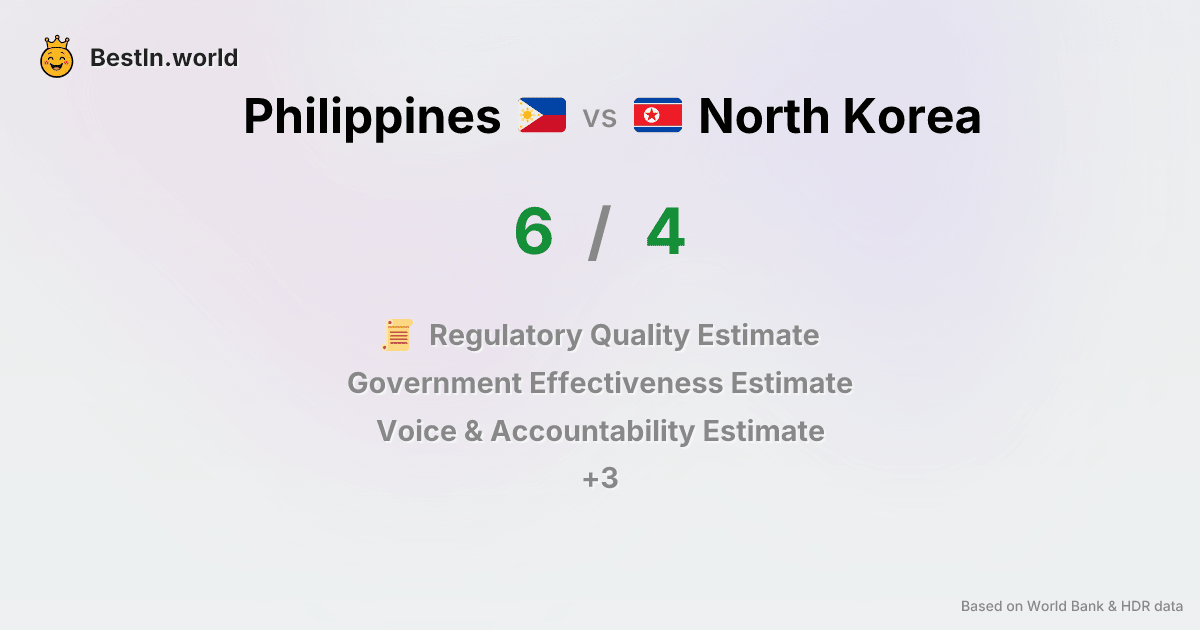 BestIn.world
Philippines vs North Korea
6 / 4
Regulatory Quality Estimate
Government Effectiveness Estimate
Voice & Accountability Estimate
+3
Based on World Bank & HDR data